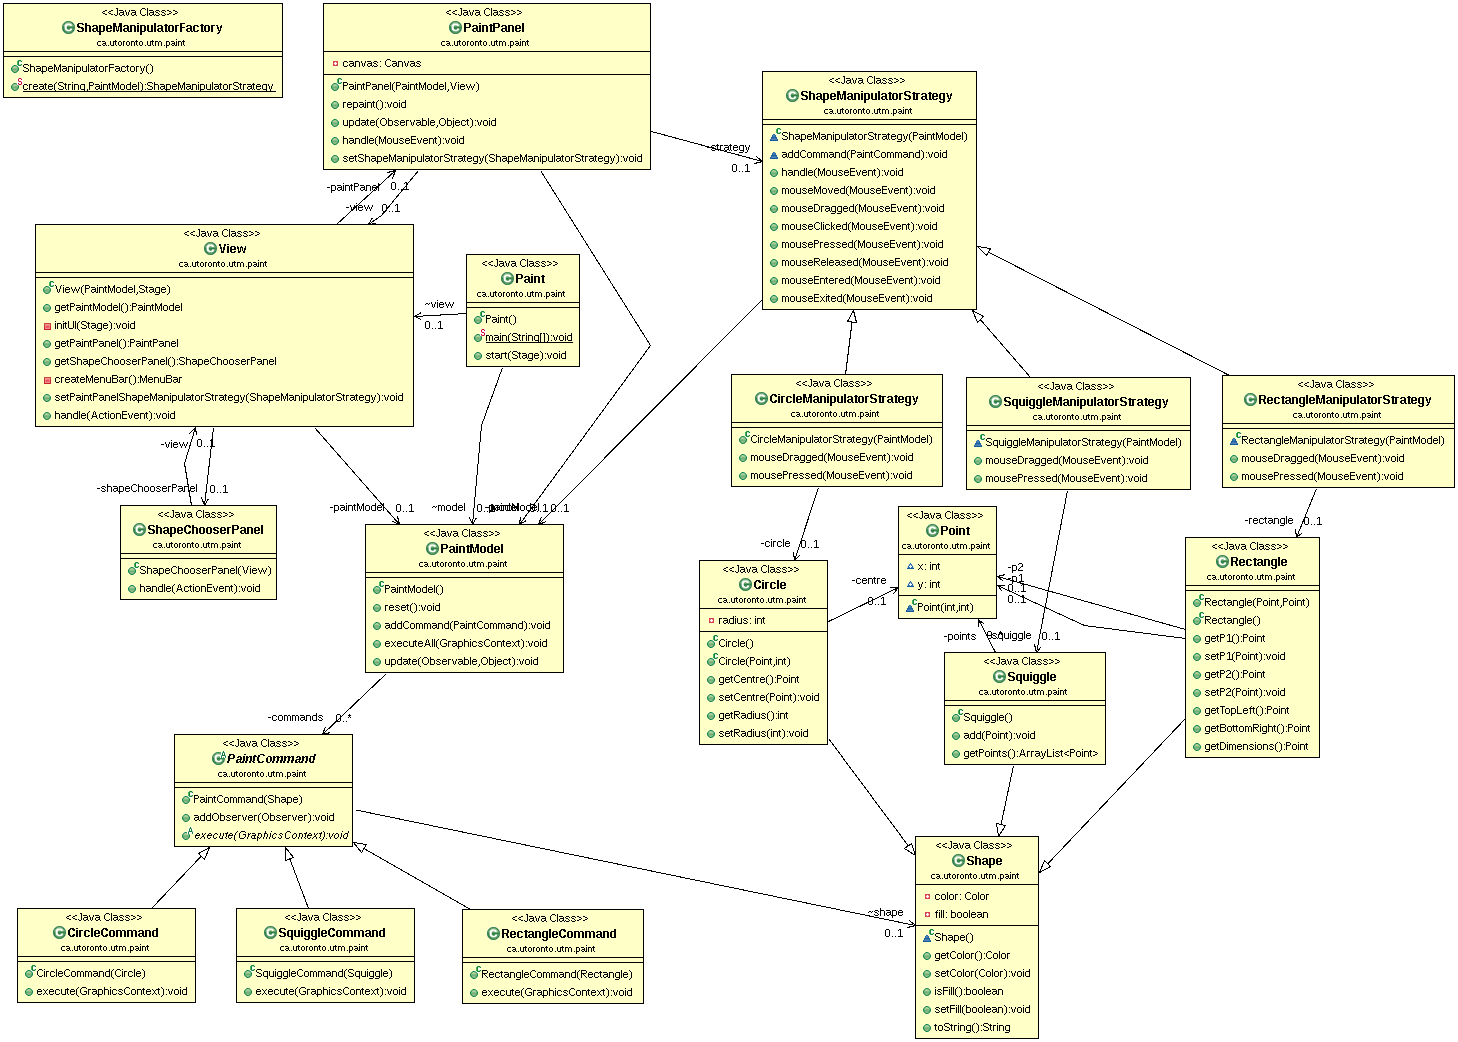 <<Java Class>>
ShapeManipulatorFactory
ca.utoronto.utm.paint
ShapeManipulatorFactory()
create(String,PaintModel):ShapeManipulatorStrategy
<<Java Class>>
PaintPanel
ca.utoronto.utm.paint
canvas: Canvas
PaintPanel(PaintModel,View)
repaint():void
update(Observable,Object):void
handle(MouseEvent):void
setShapeManipulatorStrategy(ShapeManipulatorStrategy):void
-strategy
0..1
<<Java Class>>
ShapeManipulatorStrategy
ca.utoronto.utm.paint
ShapeManipulatorStrategy(PaintModel)
addCommand(PaintCommand):void
handle(MouseEvent):void
mouseMoved(MouseEvent):void
mouseDragged(MouseEvent):void
mouseClicked(MouseEvent):void
mousePressed(MouseEvent):void
mouseReleased(MouseEvent):void
mouseEntered(MouseEvent):void
mouseExited(MouseEvent):void
-paintPanel 0..1
-view 0..1
<<Java Class>>
View
ca.utoronto.utm.paint
View(PaintModel,Stage)
getPaintModel():PaintModel
initUI(Stage):void
getPaintPanel():PaintPanel
getShapeChooserPanel():ShapeChooserPanel
createMenuBar():MenuBar
setPaintPanelShapeManipulatorStrategy(ShapeManipulatorStrategy):void
handle(ActionEvent):void
~view
0..1
<<Java Class>>
Paint
ca.utoronto.utm.paint
Paint()
main(String[]):void
start(Stage):void
-view 0..1
-shapeChooserPanel 0..1
<<Java Class>>
ShapeChooserPanel
ca.utoronto.utm.paint
ShapeChooserPanel(View)
handle(ActionEvent):void
-paintModel 0..1
~model
0..1
<<Java Class>>
PaintModel
ca.utoronto.utm.paint
PaintModel()
reset():void
addCommand(PaintCommand):void
executeAll(GraphicsContext):void
update(Observable,Object):void
<<Java Class>>
CircleManipulatorStrategy
ca.utoronto.utm.paint
CircleManipulatorStrategy(PaintModel)
mouseDragged(MouseEvent):void
mousePressed(MouseEvent):void
<<Java Class>>
SquiggleManipulatorStrategy
ca.utoronto.utm.paint
SquiggleManipulatorStrategy(PaintModel)
mouseDragged(MouseEvent):void
mousePressed(MouseEvent):void
<<Java Class>>
RectangleManipulatorStrategy
ca.utoronto.utm.paint
RectangleManipulatorStrategy(PaintModel)
mouseDragged(MouseEvent):void
mousePressed(MouseEvent):void
-circle 0..1
<<Java Class>>
Circle
ca.utoronto.utm.paint
radius: int
Circle()
Circle(Point,int)
getCentre():Point
setCentre(Point):void
getRadius():int
setRadius(int):void
-centre
0..1
<<Java Class>>
Point
ca.utoronto.utm.paint
x: int
y: int
Point(int,int)
-p2
-p1
0..1
0..1
-points
-squiggle 0..1
<<Java Class>>
Squiggle
ca.utoronto.utm.paint
Squiggle()
add(Point):void
getPoints():ArrayList<Point>
-rectangle 0..1
<<Java Class>>
Rectangle
ca.utoronto.utm.paint
Rectangle(Point,Point)
Rectangle()
getP1():Point
setP1(Point):void
getP2():Point
setP2(Point):void
getTopLeft():Point
getBottomRight():Point
getDimensions():Point
-commands 0..*
<<Java Class>>
PaintCommand
ca.utoronto.utm.paint
PaintCommand(Shape)
addObserver(Observer):void
execute(GraphicsContext):void
<<Java Class>>
CircleCommand
ca.utoronto.utm.paint
CircleCommand(Circle)
execute(GraphicsContext):void
<<Java Class>>
SquiggleCommand
ca.utoronto.utm.paint
SquiggleCommand(Squiggle)
execute(GraphicsContext):void
<<Java Class>>
RectangleCommand
ca.utoronto.utm.paint
RectangleCommand(Rectangle)
execute(GraphicsContext):void
~shape
0..1
<<Java Class>>
Shape
ca.utoronto.utm.paint
color: Color
fill: boolean
Shape()
getColor():Color
setColor(Color):void
isFill():boolean
setFill(boolean):void
toString():String